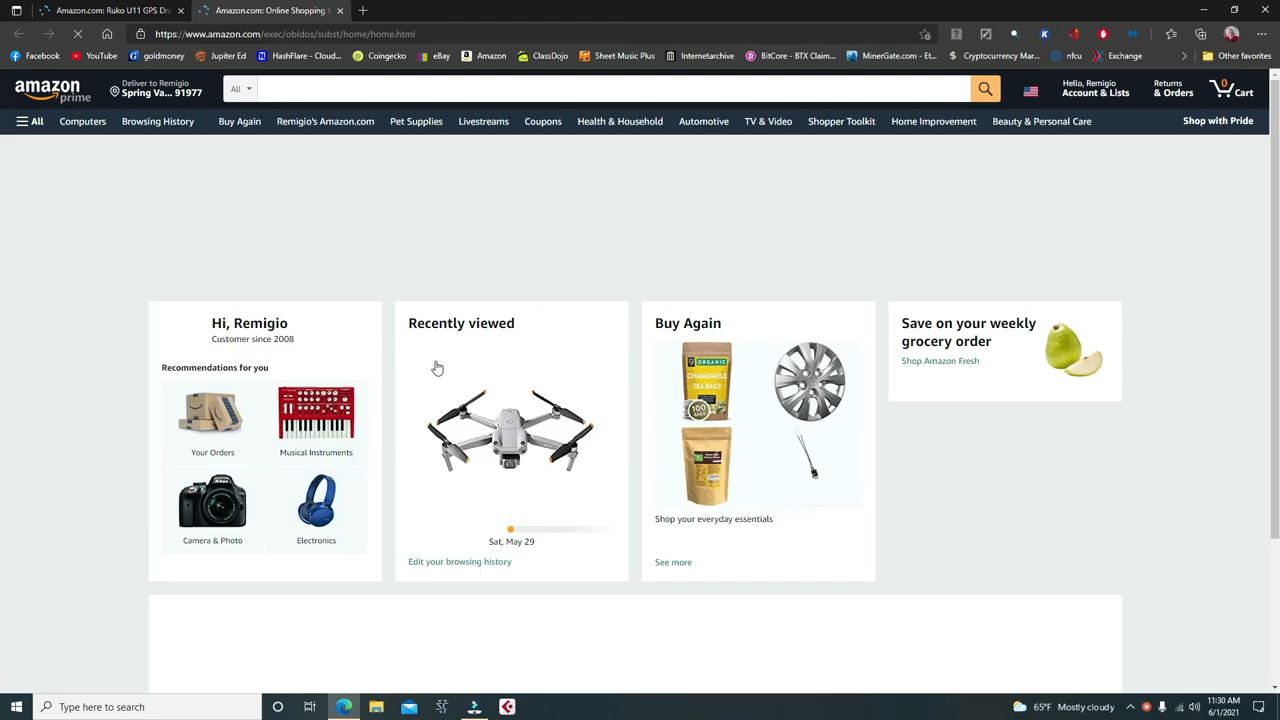 Amazon.com: Ruko U11 GPS Dr
Amazon.com: Online Shopping f
https://www.amazon.com/exec/obidos/subst/home/home.html
Facebook
YouTube
goldmoney
Jupiter Ed
HashFlare - Cloud...
Coingecko
eBay
Amazon
ClassDojo
Sheet Music Plus
Internetarchive
BitCore - BTX Claim...
MinerGate.com - Et...
Cryptocurrency Mar...
nfcu
Exchange
Other favorites
amazon
prime
Deliver to Remigio
Spring Va... 91977
All
Hello, Remigio
Account & Lists
Returns
& Orders
0
Cart
All
Computers
Browsing History
Buy Again
Remigio's Amazon.com
Pet Supplies
Livestreams
Coupons
Health & Household
Automotive
TV & Video
Shopper Toolkit
Home Improvement
Beauty & Personal Care
Shop with Pride
Hi, Remigio
Customer since 2008
Recommendations for you
Your Orders
Musical Instruments
Camera & Photo
Electronics
Recently viewed
Sat, May 29
Edit your browsing history
Buy Again
ORGANIC
CHAMOMILE
TEA BAGS
100
BAGS
Shop your everyday essentials
See more
Save on your weekly
grocery order
Shop Amazon Fresh
Type here to search
65°F Mostly cloudy
11:30 AM
6/1/2021